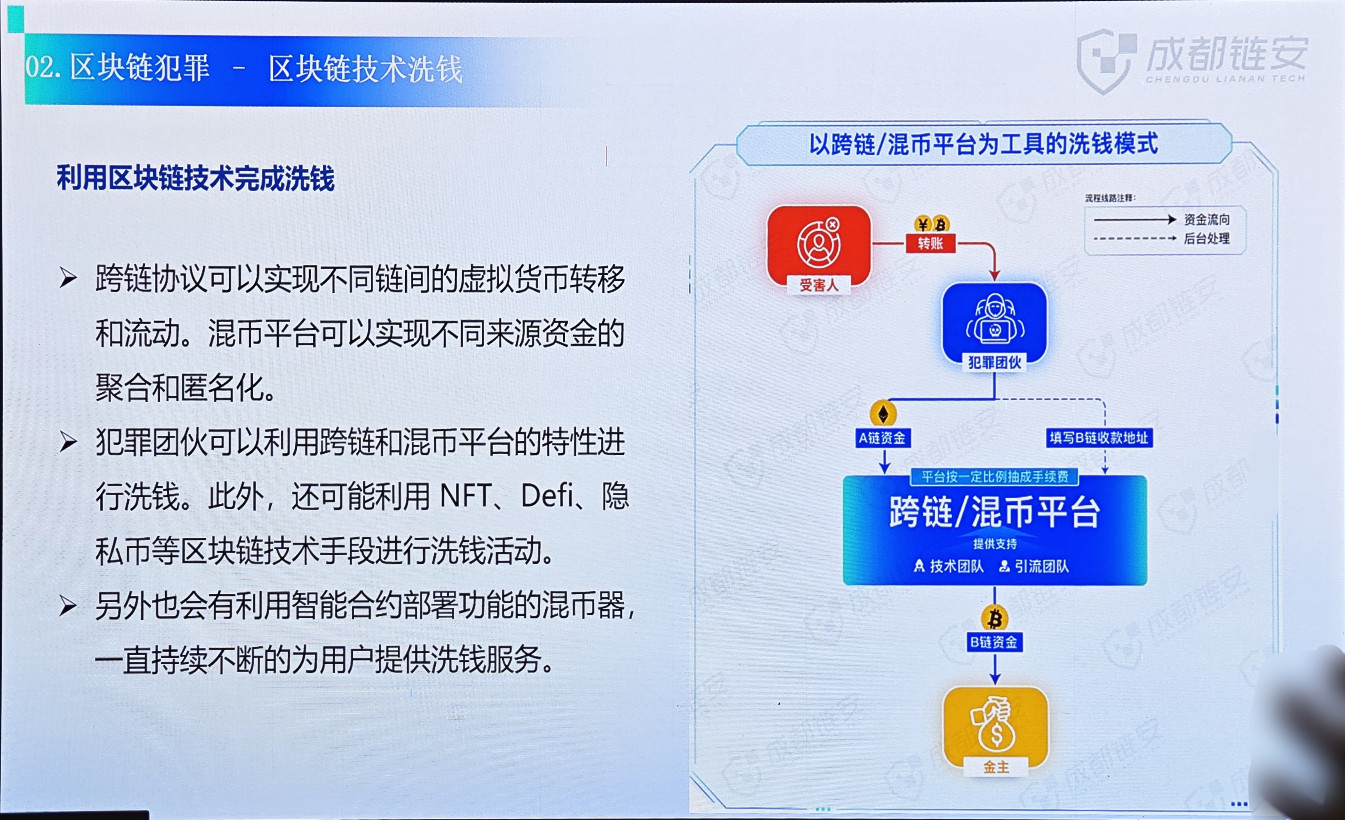 02.区块链犯罪 - 区块链技术洗钱
成都链安
CHENGDU LIANAN TECH
利用区块链技术完成洗钱
跨链协议可以实现不同链间的虚拟货币转移
和流动。混币平台可以实现不同来源资金的
聚合和匿名化。
犯罪团伙可以利用跨链和混币平台的特性进
行洗钱。此外，还可能利用 NFT、Defi、隐
私币等区块链技术手段进行洗钱活动。
另外也会有利用智能合约部署功能的混币器，
一直持续不断的为用户提供洗钱服务。
以跨链/混币平台为工具的洗钱模式
流程线路注释：
资金流向
后台处理
受害人
转账
犯罪团伙
A链资金
填写B链收款地址
平台按一定比例抽成手续费
跨链/混币平台
提供支持
技术团队 引流团队
B链资金
金主